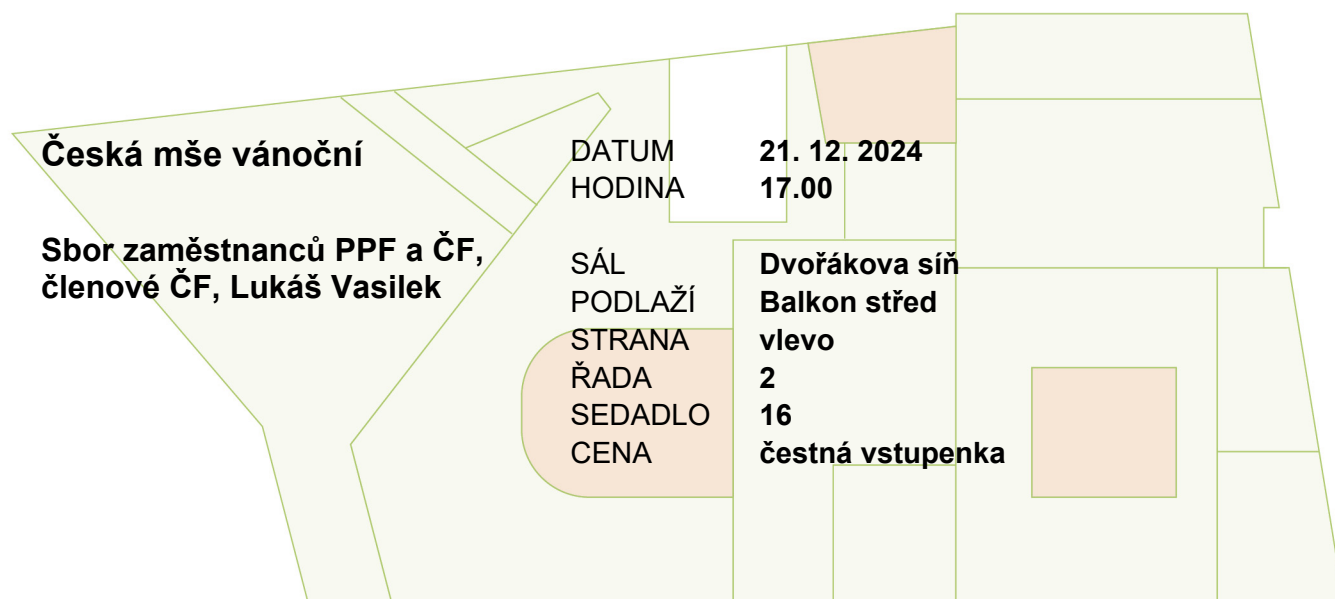 Česká mše vánoční
Sbor zaměstnanců PPF a ČF,
členové ČF, Lukáš Vasilek
DATUM 21. 12. 2024
HODINA 17.00
SÁL Dvořákova síň
PODLAŽÍ Balkon střed
STRANA vlevo
ŘADA 2
SEDADLO 16
CENA čestná vstupenka